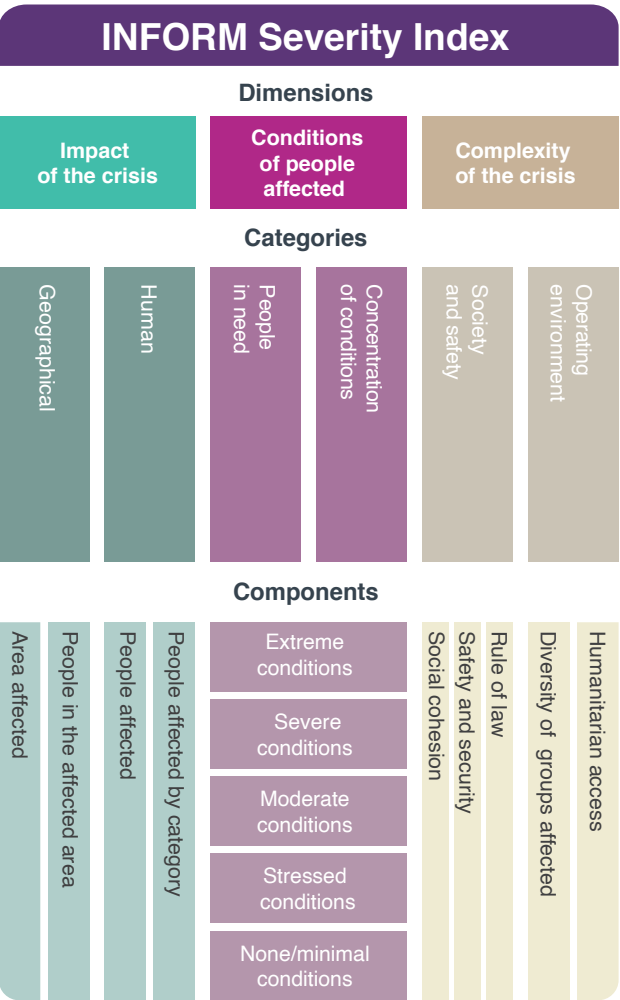 INFORM Severity Index
Dimensions
Impact
of the crisis
Conditions
of people
affected
Complexity
of the crisis
Categories
Geographical
Human
People
in need
Concentration
of conditions
Society
and safety
Operating
environment
Components
Area affected
People in the affected area
People affected
People affected by category
Extreme
conditions
Severe
conditions
Moderate
conditions
Stressed
conditions
None/minimal
conditions
Social cohesion
Safety and security
Rule of law
Diversity of groups affected
Humanitarian access